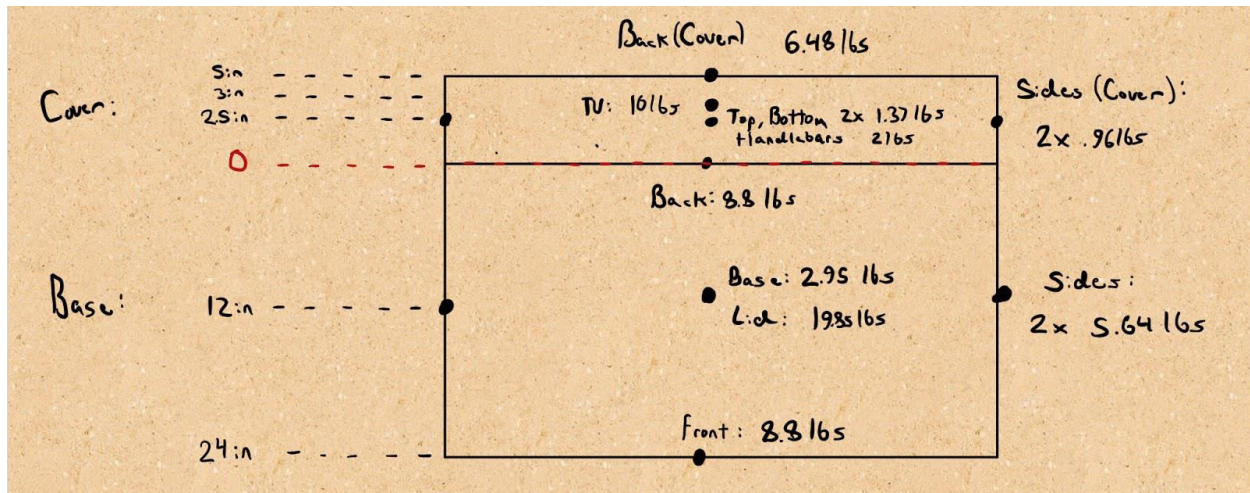 Back (Cover) 6.48 lbs
5in
3in
2.5in
Cover:
TV: 10 lbs
Top, Bottom 2x 1.37 lbs
Handlebars 2 lbs
Sides (Cover):
2x .96 lbs
0
Back: 8.8 lbs
Base:
12in
Base: 2.95 lbs
Lid: 19.85 lbs
Sides:
2x 5.64 lbs
Front: 8.8 lbs
24in